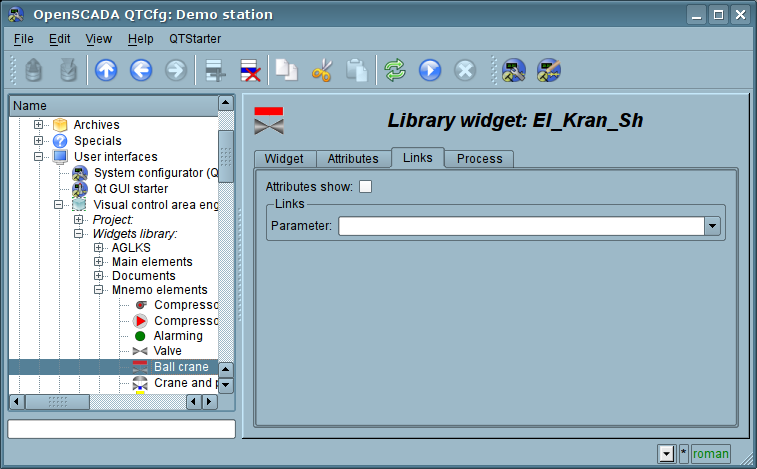 OpenSCADA QTCfg: Demo station
File Edit View Help QTStarter
Name
Archives
Specials
User interfaces
System configurator (Q
Qt GUI starter
Visual control area eng
Project:
Widgets library:
AGLKS
Main elements
Documents
Mnemo elements
Compresso
Compresso
Alarming
Valve
Ball crane
Crane and p
Library widget: El_Kran_Sh
Widget Attributes Links Process
Attributes show:
Links
Parameter:
* roman